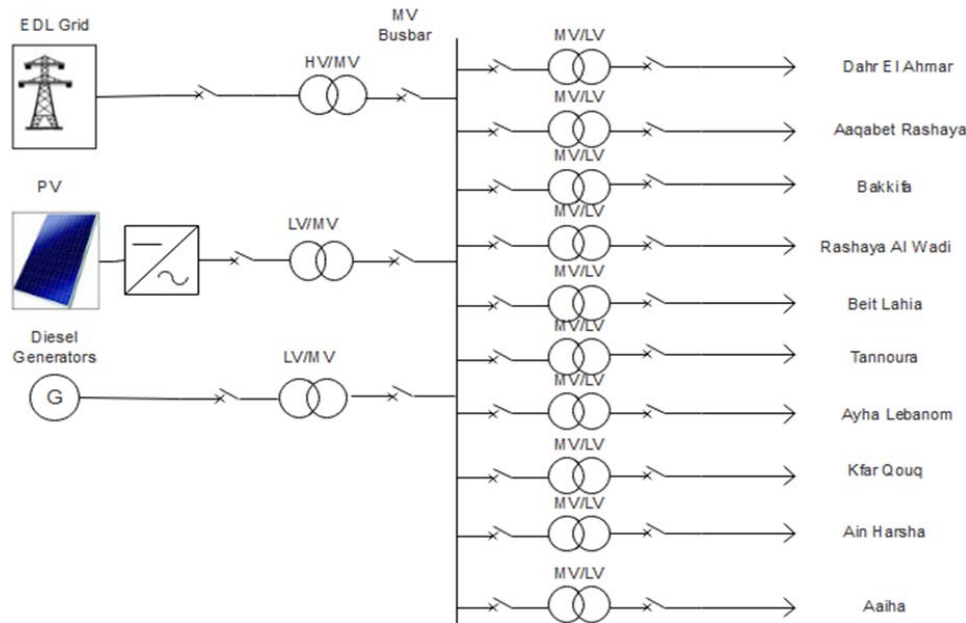 EDL Grid
MV
Busbar
HV/MV
PV
LV/MV
Diesel
Generators
LV/MV
G
MV/LV
Dahr El Ahmar
MV/LV
Aaqabet Rashaya
MV/LV
Bakkifa
MV/LV
Rashaya Al Wadi
MV/LV
Beit Lahia
MV/LV
Tannoura
MV/LV
Ayha Lebanom
MV/LV
Kfar Qouq
MV/LV
Ain Harsha
MV/LV
Aaiha